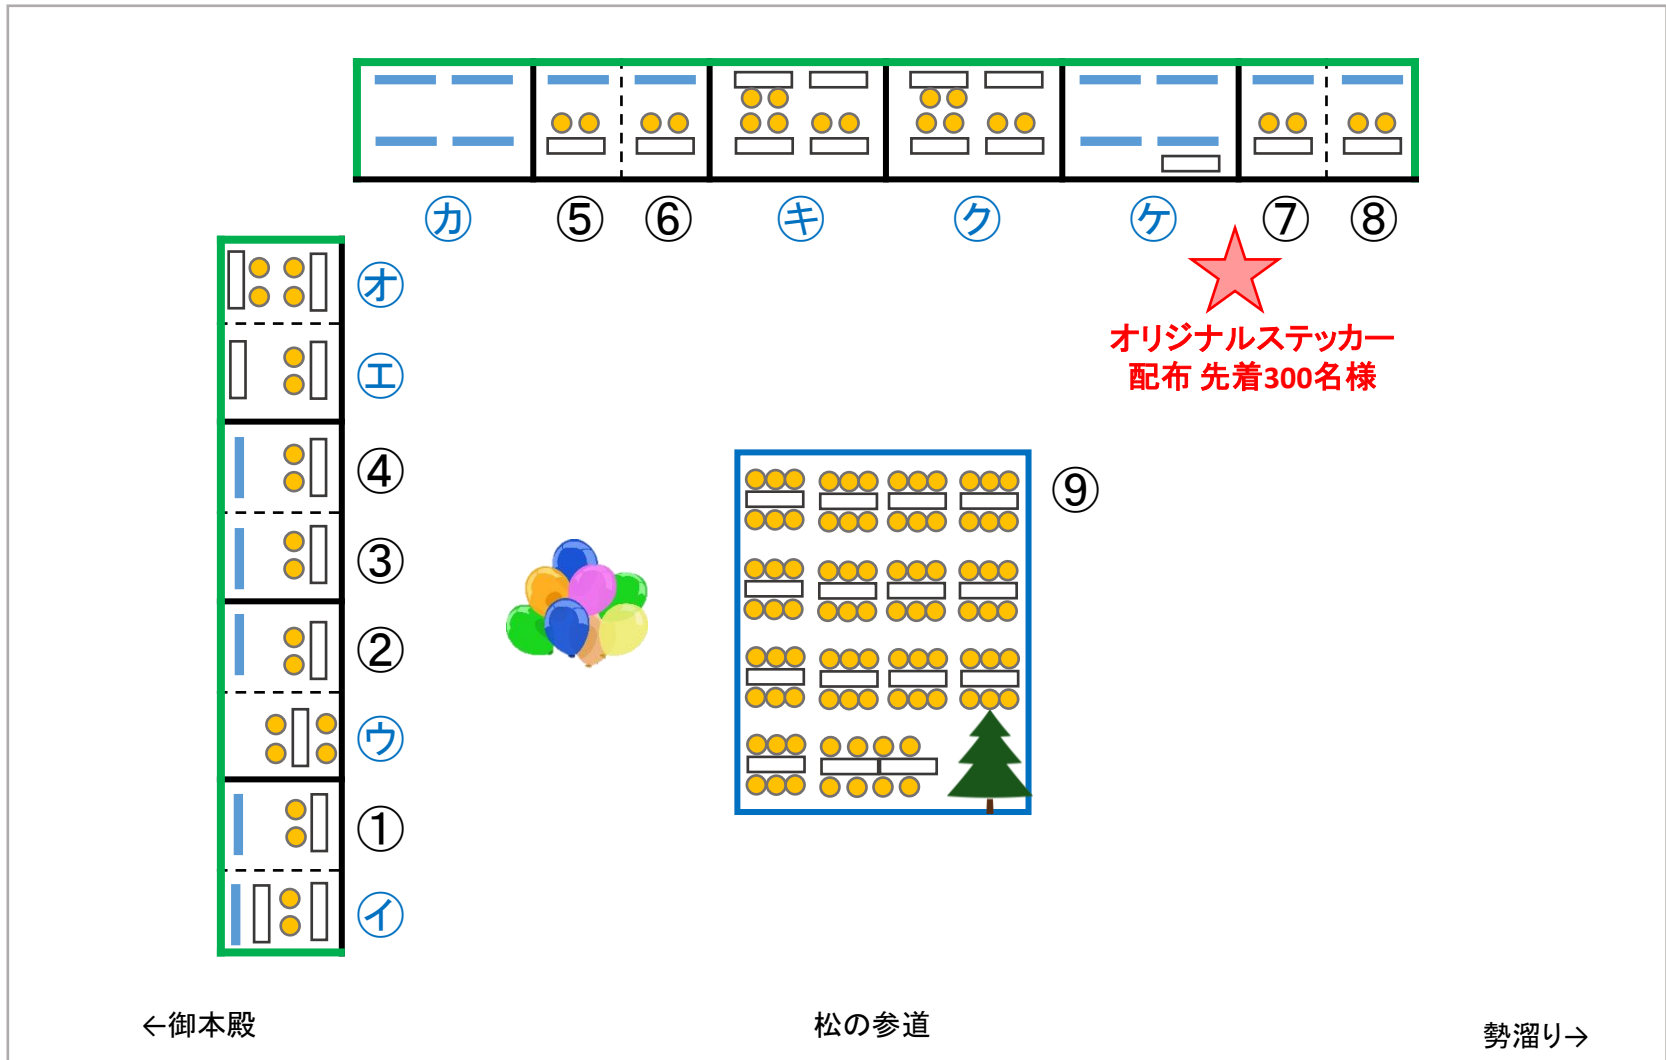 ㋕ ⑤ ⑥ ㋖ ㋗ ㋘ ⑦ ⑧
㋔
オリジナルステッカー
配布 先着300名様
㋓
④
⑨
③
②
㋒
①
㋑
←御本殿 松の参道 勢溜り→